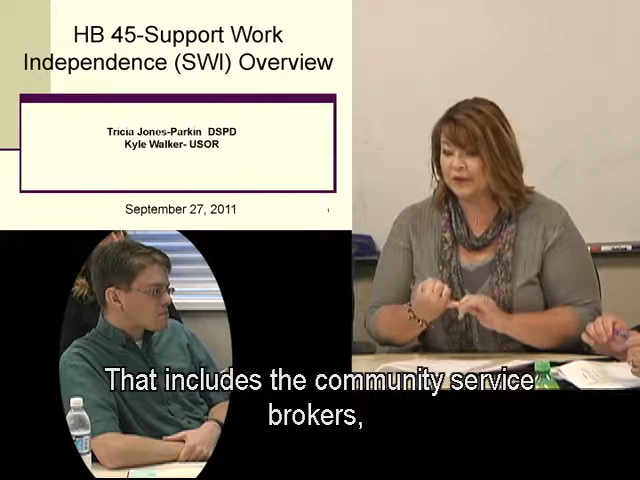 HB 45-Support Work
Independence (SWI) Overview
Tricia Jones-Parkin DSPD
Kyle Walker- USOR
September 27, 2011
1
That includes the community service
brokers,